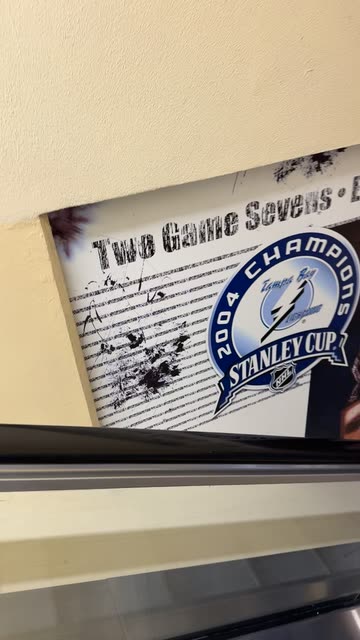 Two Game Sevens •
2004 CHAMPIONS
Tampa Bay
Lightning
STANLEY CUP
NHL